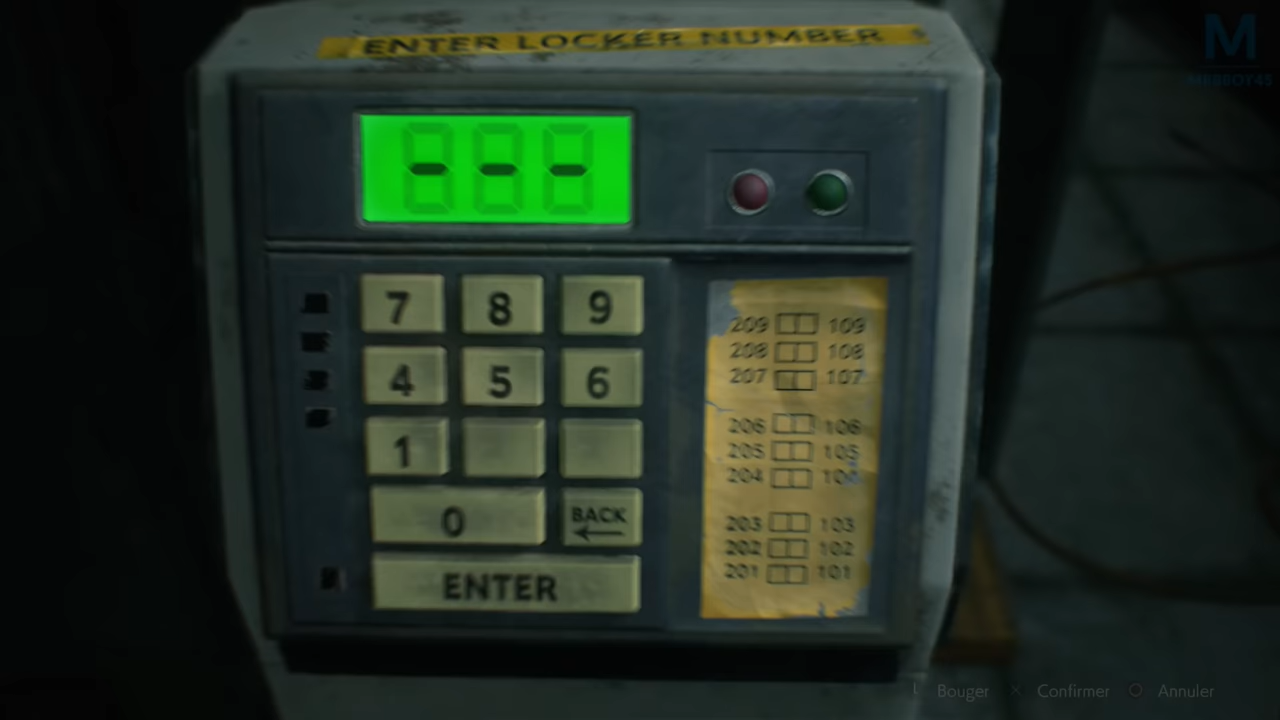 M
ENTER LOCKER NUMBER
7 8 9
4 5 6
1
0 BACK
ENTER
209 109
208 108
207 107
206 106
205 105
204
203 103
202 102
201 101
Bouger Confirmer Annuler